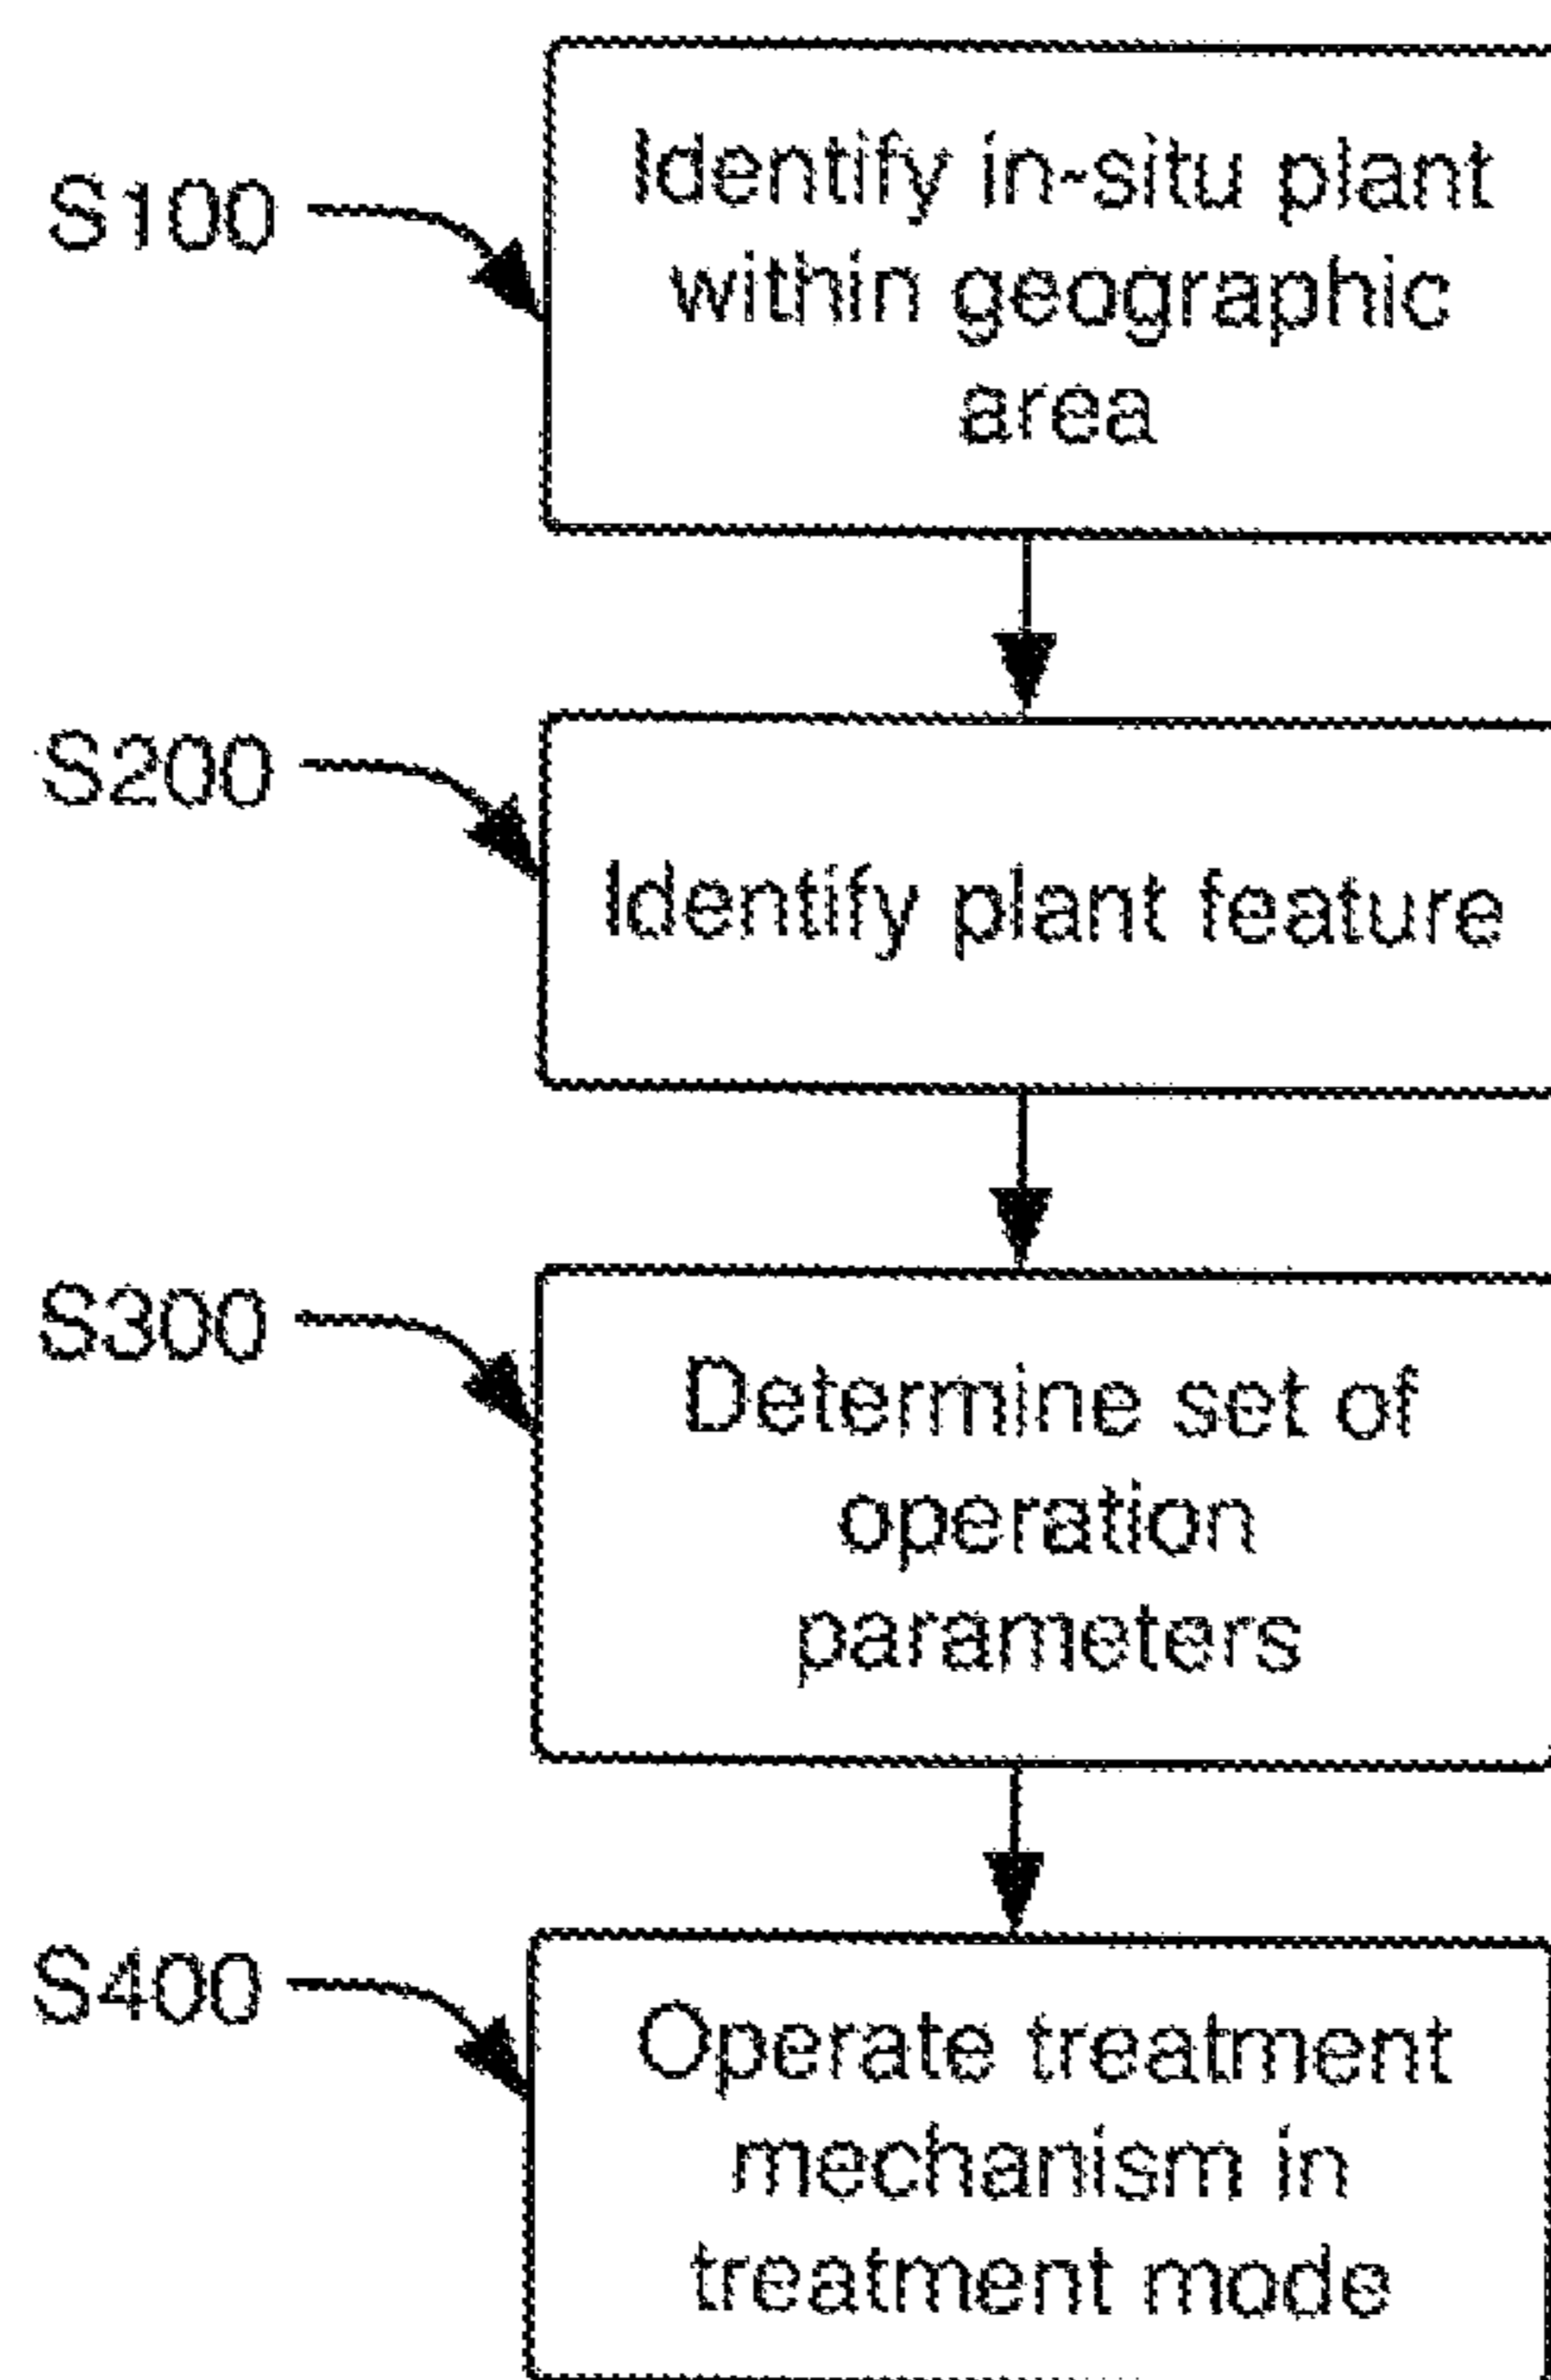 S100
Identify in-situ plant
within geographic
area
S200
Identify plant feature
S300
Determine set of
operation
parameters
S400
Operate treatment
mechanism in
treatment mode